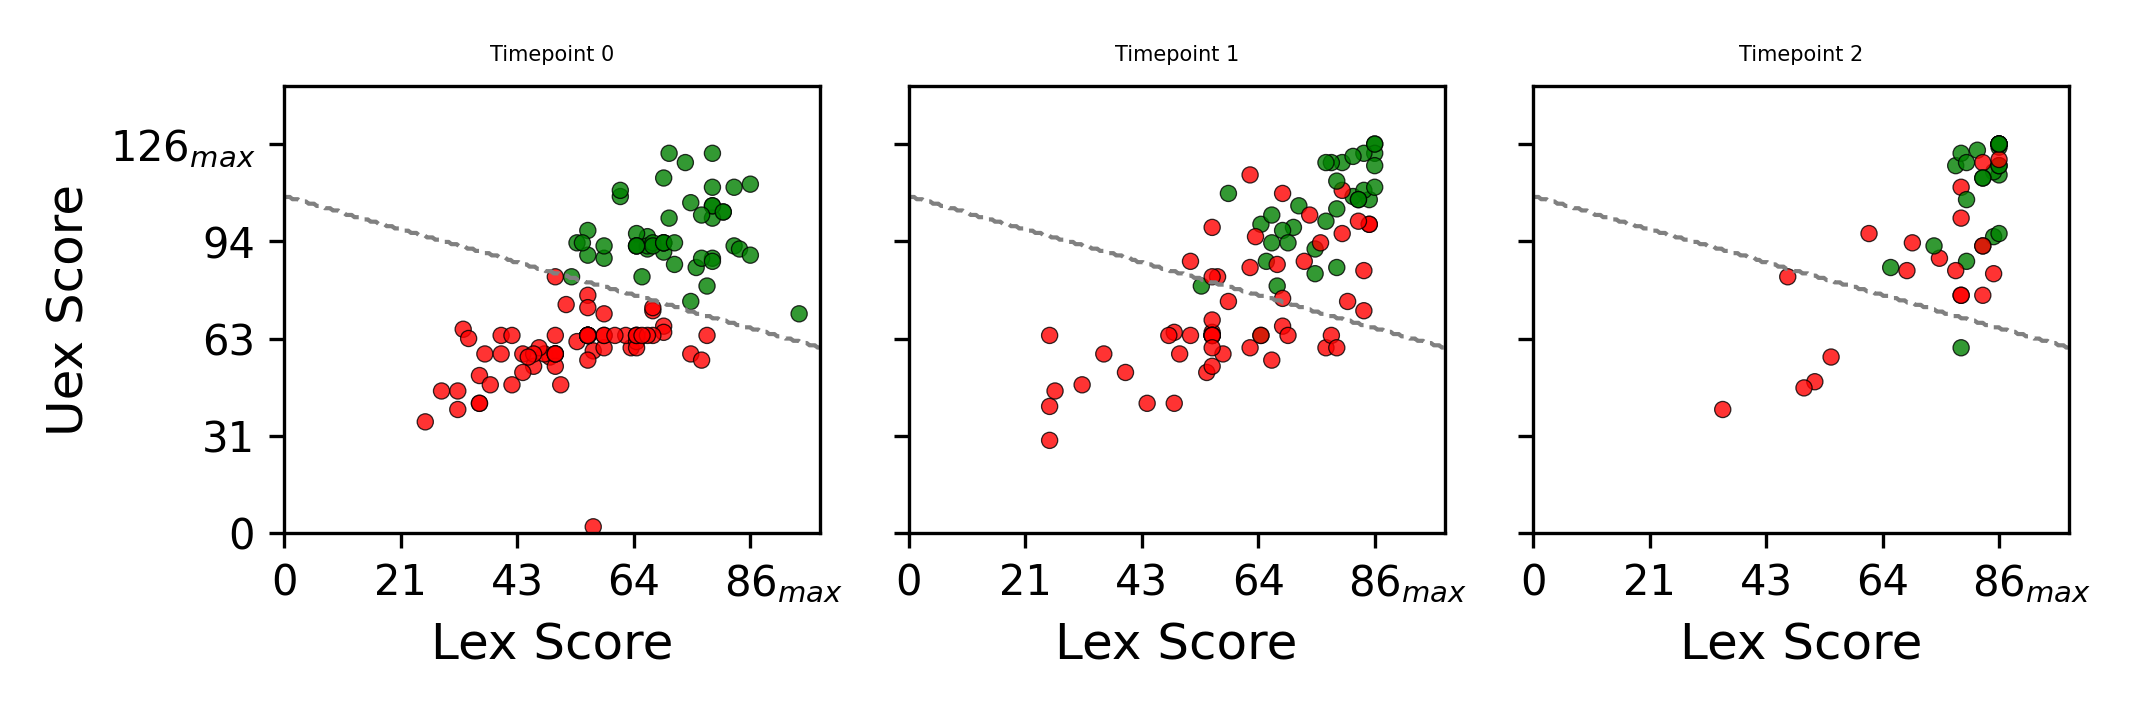 Timepoint 0 Timepoint 1 Timepoint 2
Uex Score
126max
94
63
31
0
0 21 43 64 86max 0 21 43 64 86max 0 21 43 64 86max
Lex Score Lex Score Lex Score